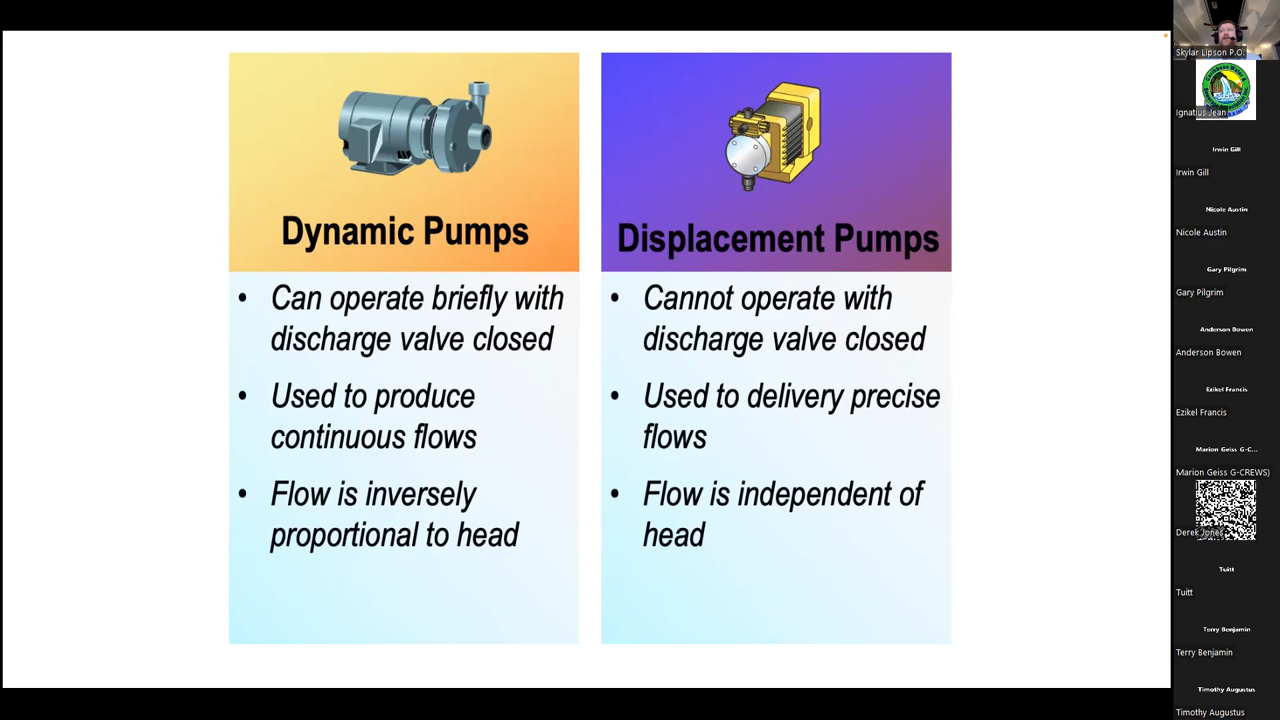 Dynamic Pumps
• Can operate briefly with
discharge valve closed
• Used to produce
continuous flows
• Flow is inversely
proportional to head
Displacement Pumps
• Cannot operate with
discharge valve closed
• Used to delivery precise
flows
• Flow is independent of
head
Skylar Lipson P.O.
Ignatius Jean
Irwin Gill
Irwin Gill
Nicole Austin
Nicole Austin
Gary Pilgrim
Gary Pilgrim
Anderson Bowen
Anderson Bowen
Ezikel Francis
Ezikel Francis
Marion Geiss G-C...
Marion Geiss G-CREWS)
Derek Jones
Tuitt
Tuitt
Terry Benjamin
Terry Benjamin
Timothy Augustus
Timothy Augustus